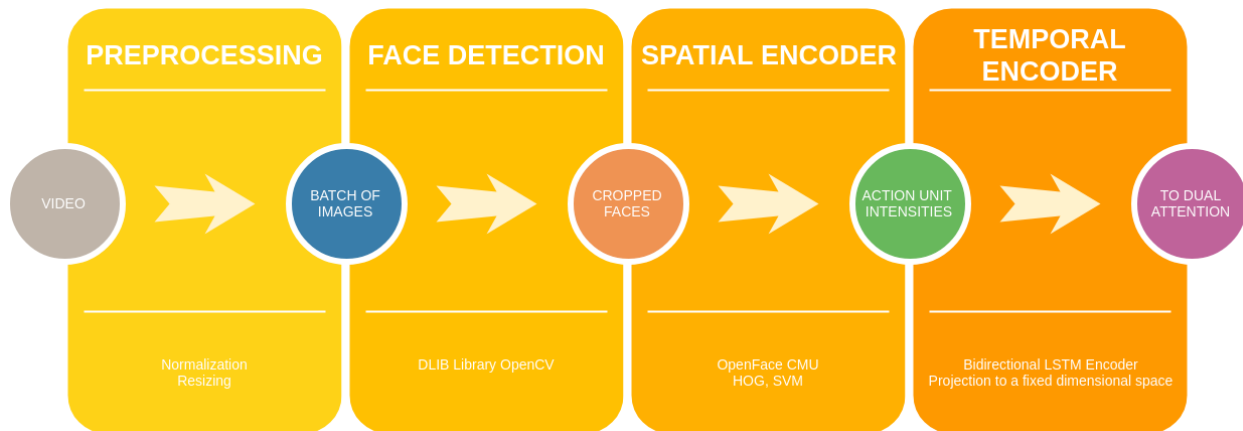 PREPROCESSING
FACE DETECTION
SPATIAL ENCODER
TEMPORAL
ENCODER
VIDEO
BATCH OF
IMAGES
CROPPED
FACES
ACTION UNIT
INTENSITIES
TO DUAL
ATTENTION
Normalization
Resizing
DLIB Library OpenCV
OpenFace CMU
HOG, SVM
Bidirectional LSTM Encoder
Projection to a fixed dimensional space